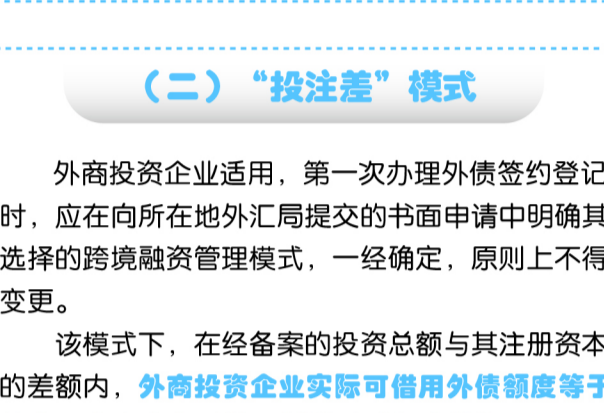 （二）“投注差”模式
外商投资企业适用，第一次办理外债签约登记
时，应在向所在地外汇局提交的书面申请中明确其
选择的跨境融资管理模式，一经确定，原则上不得
变更。
该模式下，在经备案的投资总额与其注册资本
的差额内，外商投资企业实际可借用外债额度等于